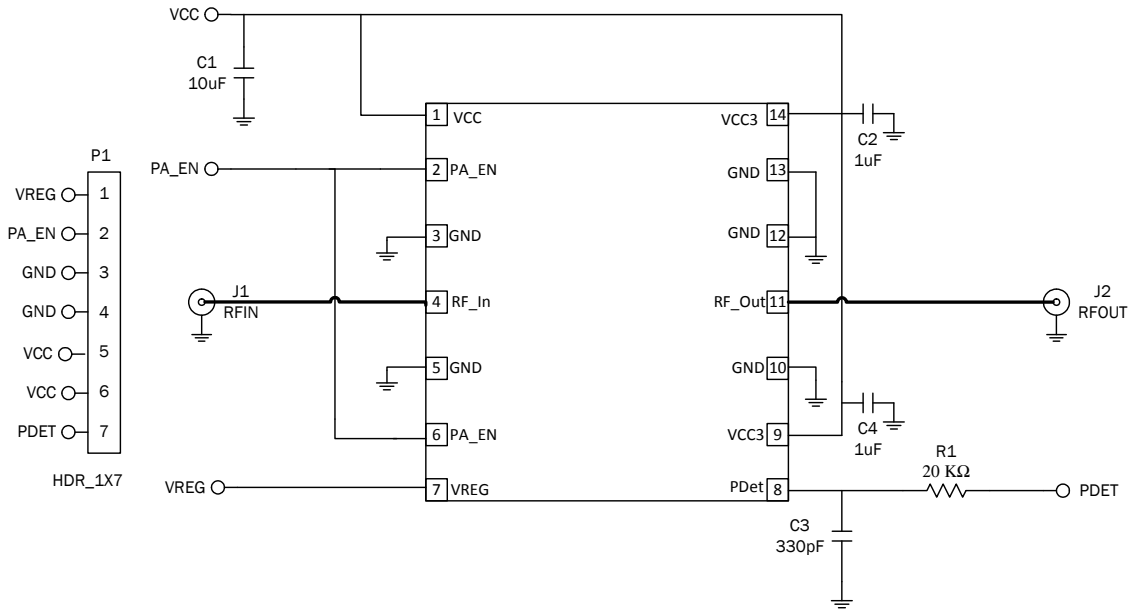 VCC
C1
10uF
1
VCC
VCC3
14
C2
1uF
P1
PA_EN
2
PA_EN
GND
13
VREG
1
PA_EN
2
3
GND
GND
12
GND
3
J1
RFIN
4
RF_In
RF_Out
11
J2
RFOUT
GND
4
VCC
5
5
GND
GND
10
VCC
6
PDET
7
6
PA_EN
VCC3
9
C4
1uF
HDR_1X7
VREG
7
VREG
PDet
8
R1
20 KΩ
PDET
C3
330pF